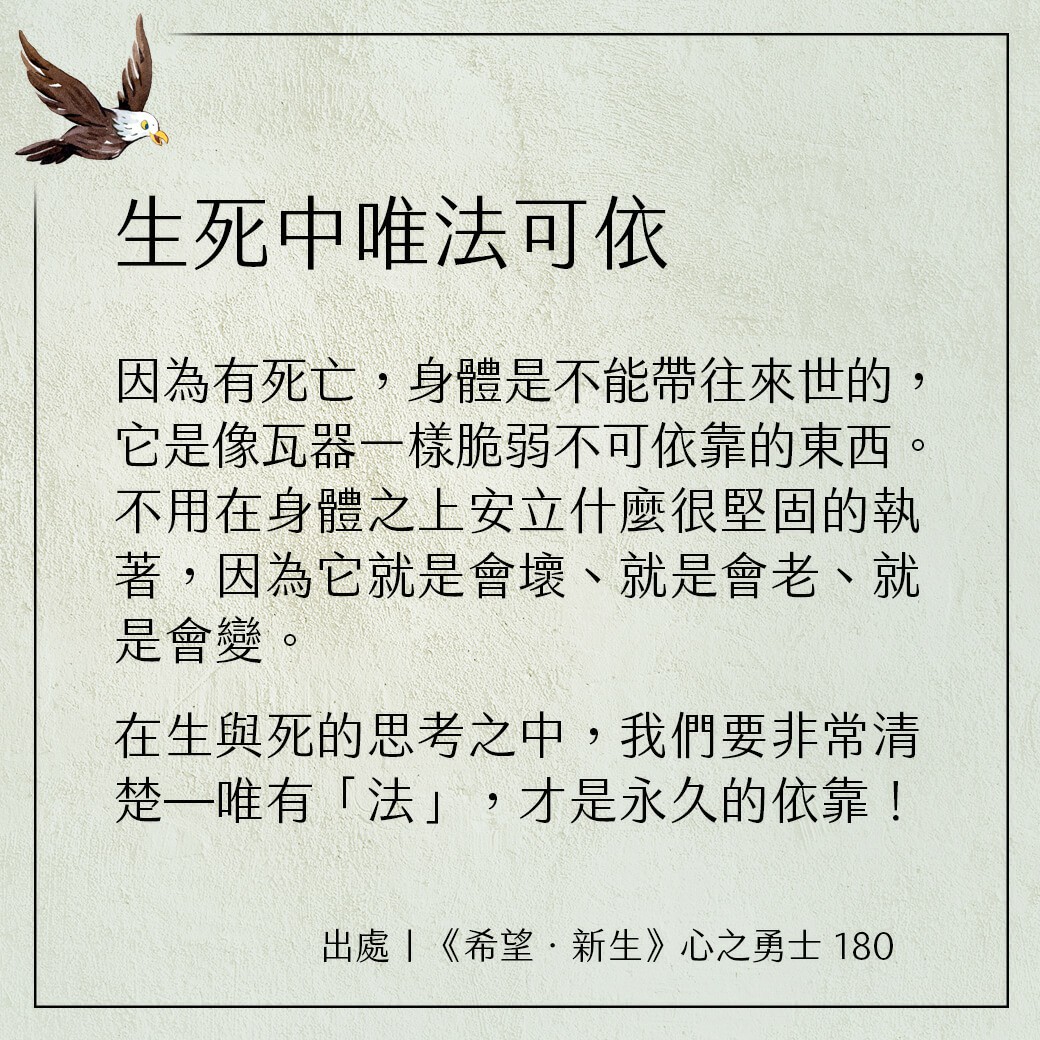 生死中唯法可依
因為有死亡，身體是不能帶往來世的，
它是像瓦器一樣脆弱不可依靠的東西。
不用在身體之上安立什麼很堅固的執
著，因為它就是會壞、就是會老、就
是會變。
在生與死的思考之中，我們要非常清
楚—唯有「法」，才是永久的依靠！
出處｜《希望．新生》心之勇士 180